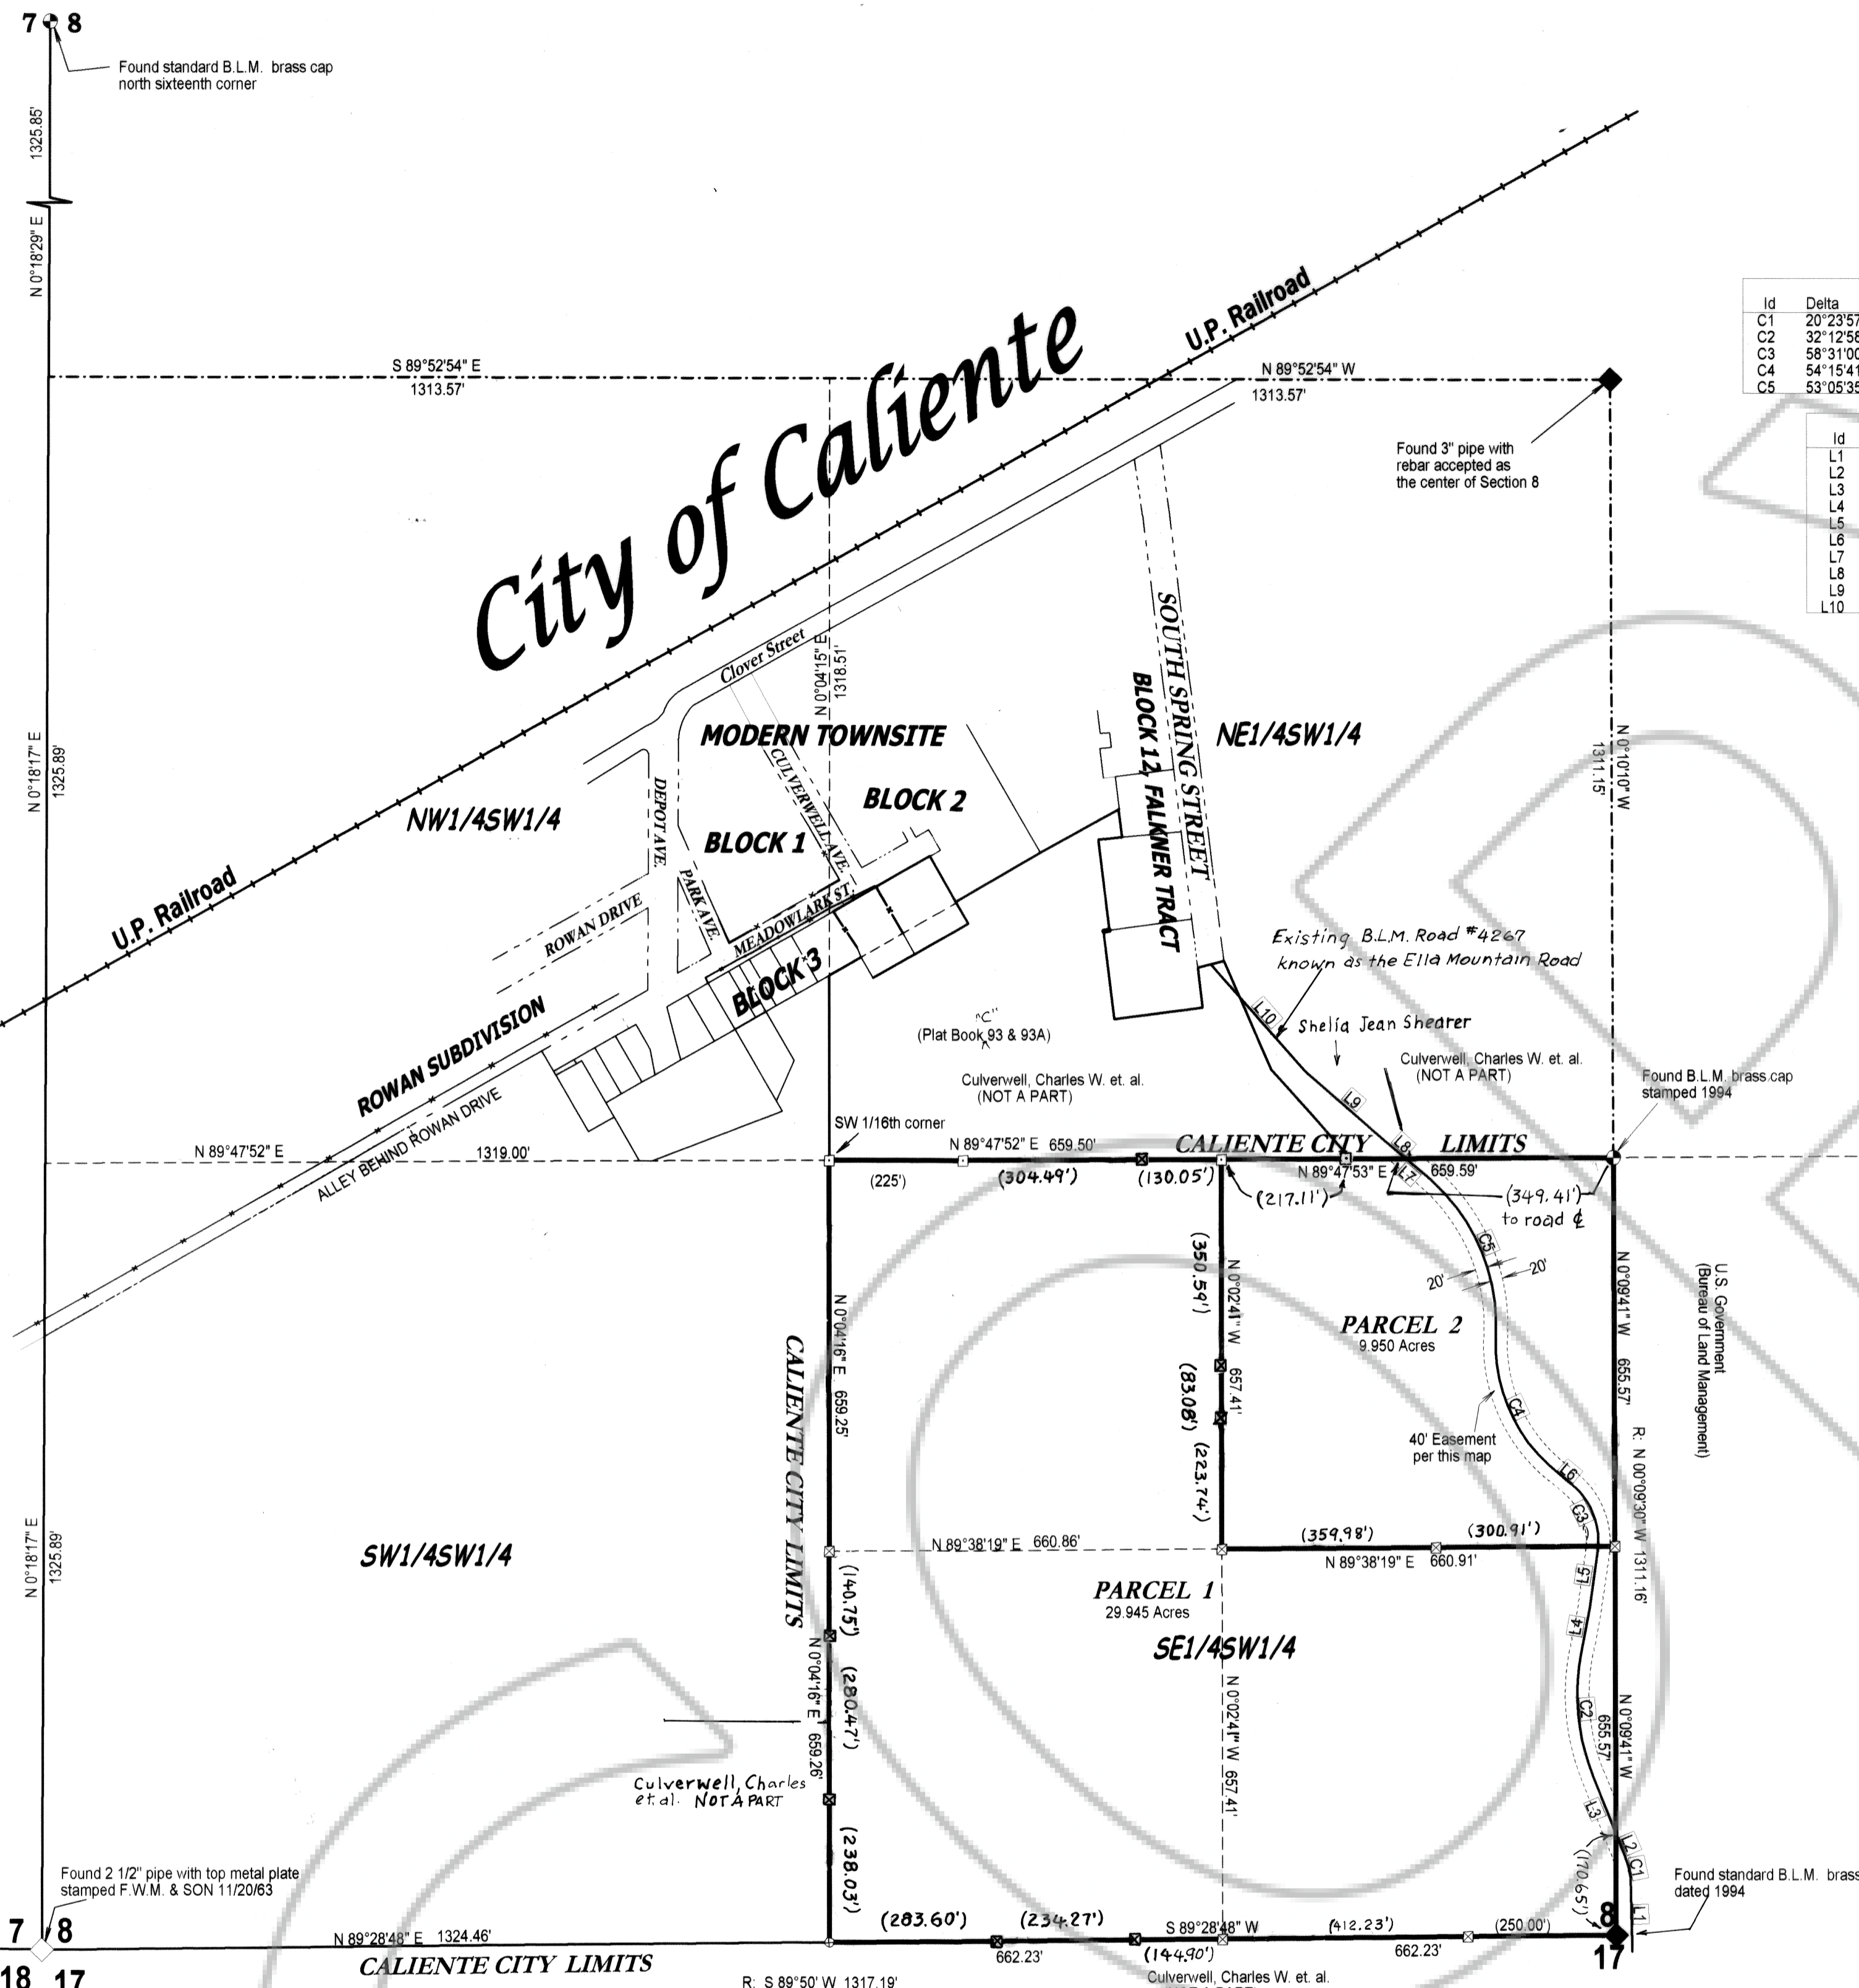 7 8
Found standard B.L.M. brass cap
north sixteenth corner
1325.85'
N 0°18'29" E
S 89°52'54" E
1313.57'
City of Caliente
U.P. Railroad
N 89°52'54" W
1313.57'
Id Delta
C1 20°23'57
C2 32°12'58
C3 58°31'00
C4 54°15'41
C5 53°05'35
Found 3" pipe with
rebar accepted as
the center of Section 8
Id
L1
L2
L3
L4
L5
L6
L7
L8
L9
L10
Clover Street
N 0°04'15" E
1318.51'
MODERN TOWNSITE
CULVERWELL AVE.
BLOCK 2
BLOCK 1
DEPOT AVE.
PARK AVE.
MEADOWLARK ST.
BLOCK 3
ROWAN DRIVE
SOUTH SPRING STREET
BLOCK 12, FALKNER TRACT
NE1/4SW1/4
N 0°10'10" W
1311.15'
N 0°18'17" E
1325.89'
NW1/4SW1/4
U.P. Railroad
ROWAN SUBDIVISION
ALLEY BEHIND ROWAN DRIVE
Existing B.L.M. Road #4267
known as the Ella Mountain Road
L10
Shelia Jean Shearer
"C"
(Plat Book 93 & 93A)
Culverwell, Charles W. et. al.
(NOT A PART)
Culverwell, Charles W. et. al.
(NOT A PART)
L9
Found B.L.M. brass cap
stamped 1994
SW 1/16th corner
N 89°47'52" E
1319.00'
N 89°47'52" E 659.50'
CALIENTE CITY LIMITS
L8
L7
N 89°47'53" E
659.59'
(225')
(304.49')
(130.05')
(217.11')
(349.41')
to road ℄
C5
20'
20'
(350.59')
N 0°02'41" W 657.41'
(83.08')
(223.74')
PARCEL 2
9.950 Acres
N 0°09'41" W 655.57'
U.S. Government
(Bureau of Land Management)
C4
40' Easement
per this map
L6
C3
R: N 00°09'30" W 1311.16'
N 0°04'16" E 659.25'
CALIENTE CITY LIMITS
N 0°18'17" E
1325.89'
SW1/4SW1/4
N 89°38'19" E 660.86'
(359.98')
(300.91')
N 89°38'19" E 660.91'
PARCEL 1
29.945 Acres
SE1/4SW1/4
L5
L4
(140.75')
(280.47')
N 0°04'16" E 659.26'
N 0°02'41" W 657.41'
C2
N 0°09'41" W
655.57'
Culverwell, Charles
et. al. NOT A PART
(238.03')
L3
L2
C1
(170.65')
L1
Found 2 1/2" pipe with top metal plate
stamped F.W.M. & SON 11/20/63
Found standard B.L.M. brass
dated 1994
7 8
18 17
N 89°28'48" E 1324.46'
CALIENTE CITY LIMITS
(283.60')
(234.27')
S 89°28'48" W
(412.23')
(250.00')
8
17
662.23'
(144.90')
662.23'
R: S 89°50' W 1317.19'
Culverwell, Charles W. et. al.